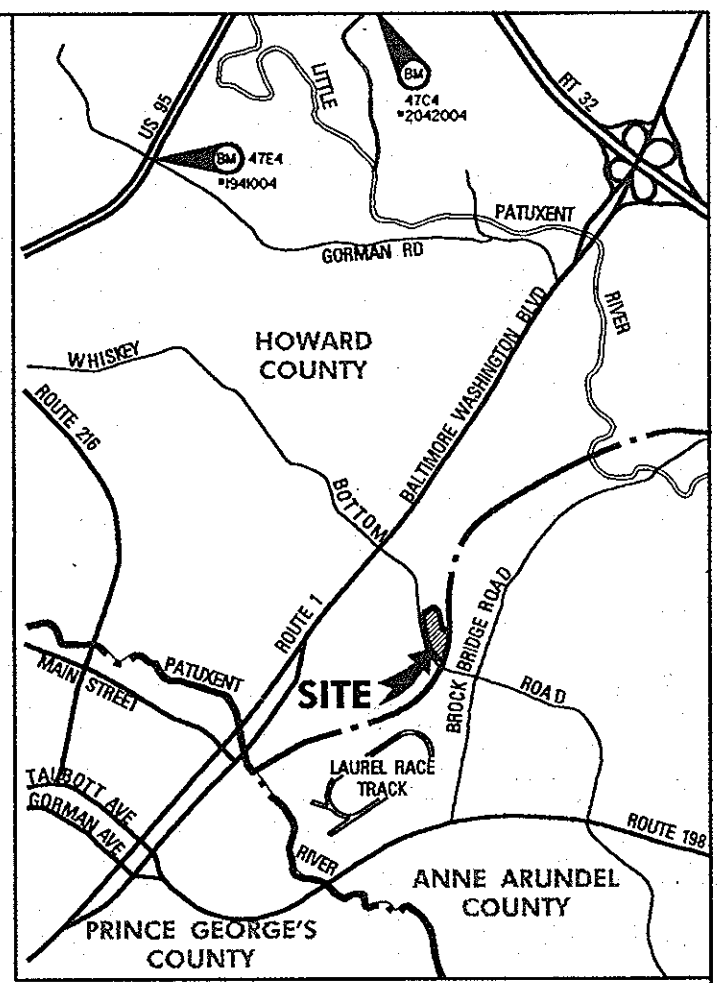 US 95
LITTLE
BM
47C4
*2042004
RT 32
BM 47E4
*1941004
PATUXENT
GORMAN RD
RIVER
HOWARD
COUNTY
WHISKEY
ROUTE 216
BALTIMORE WASHINGTON BLVD
BOTTOM
ROUTE 1
BROCK BRIDGE ROAD
PATUXENT
MAIN STREET
SITE
ROAD
LAUREL RACE
TRACK
TALBOTT AVE
GORMAN AVE
RIVER
ROUTE 198
ANNE ARUNDEL
COUNTY
PRINCE GEORGE'S
COUNTY